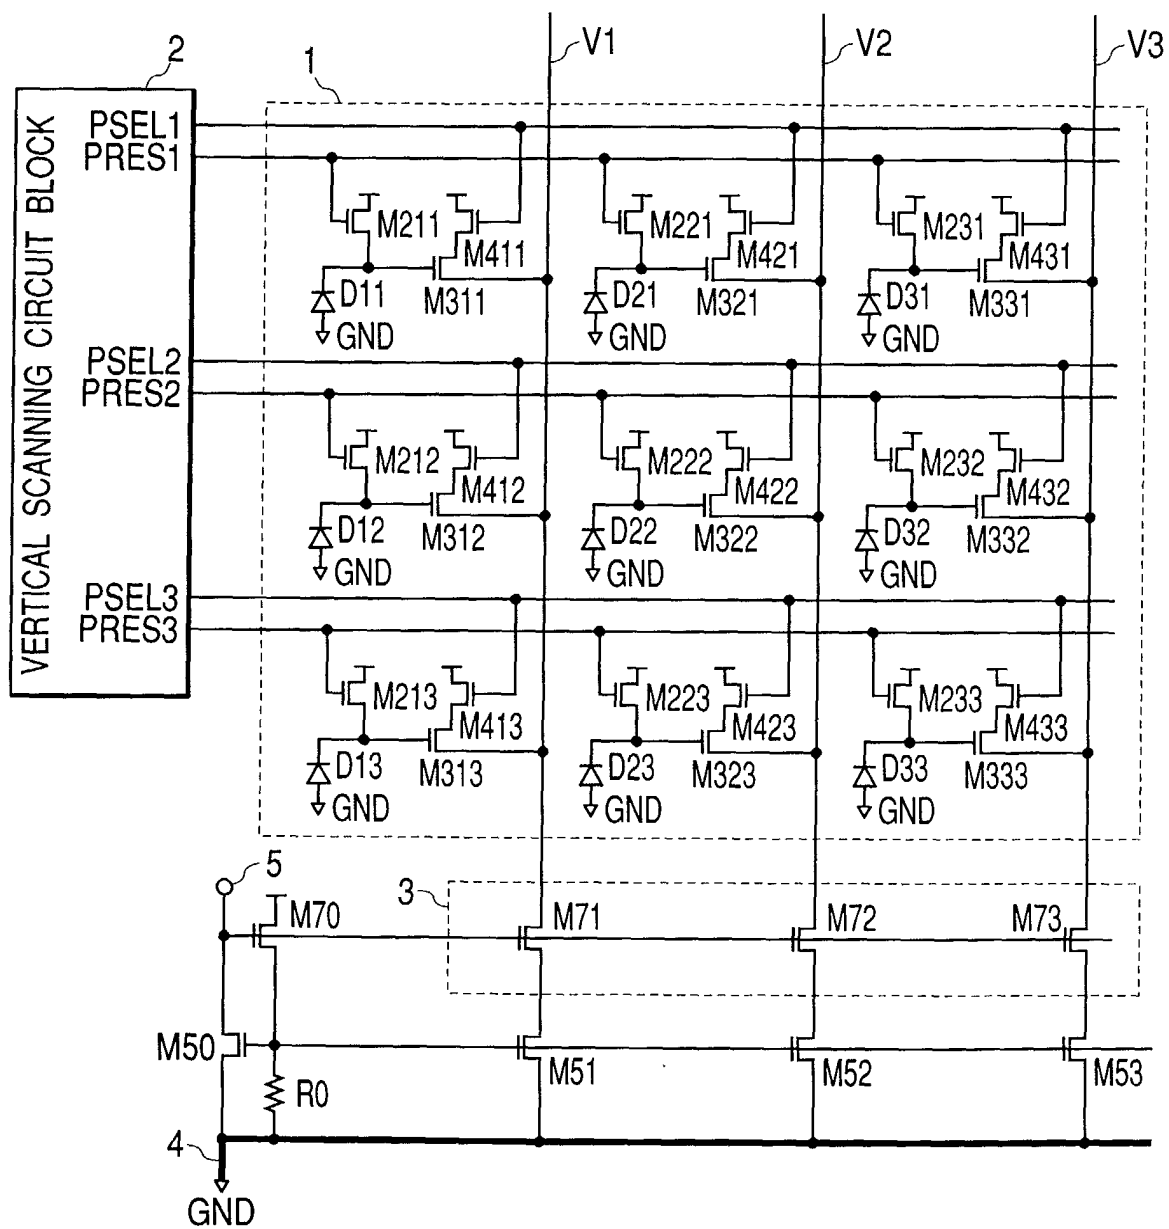 V1
V2
V3
2
1
VERTICAL SCANNING CIRCUIT BLOCK
PSEL1
PRES1
M211
M411
M311
D11
GND
M221
M421
M321
D21
GND
M231
M431
M331
D31
GND
PSEL2
PRES2
M212
M412
M312
D12
GND
M222
M422
M322
D22
GND
M232
M432
M332
D32
GND
PSEL3
PRES3
M213
M413
M313
D13
GND
M223
M423
M323
D23
GND
M233
M433
M333
D33
GND
5
3
M70
M71
M72
M73
M50
M51
M52
M53
R0
4
GND